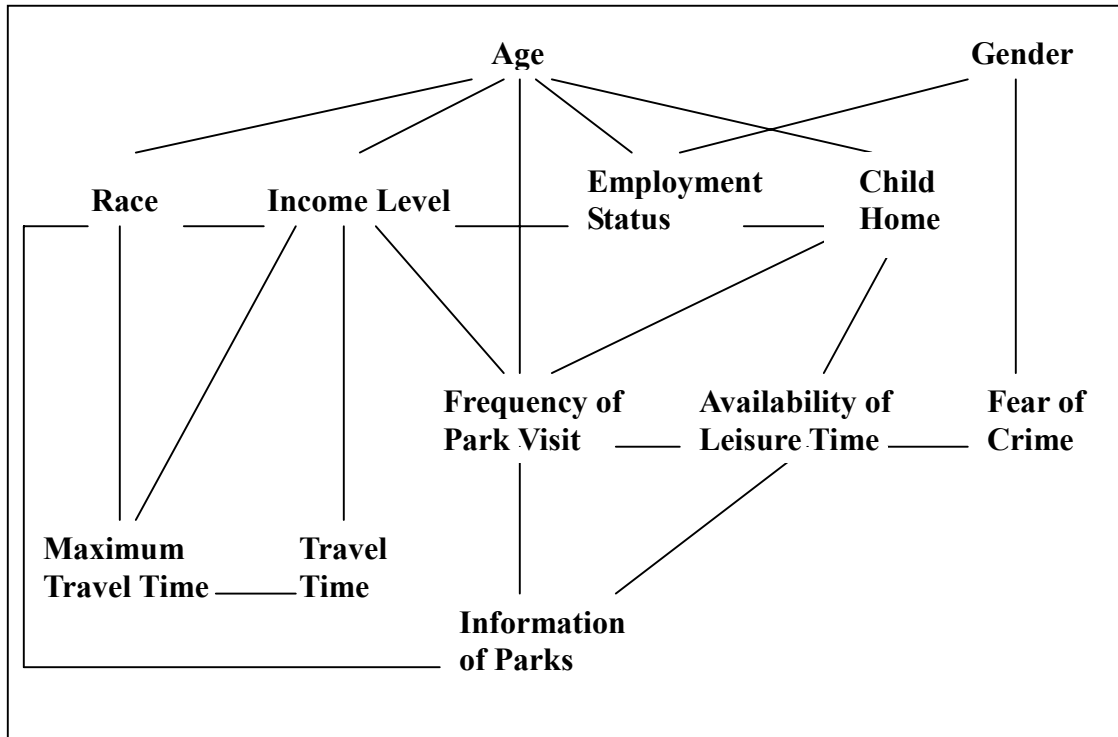 Age
Gender
Race
Income Level
Employment
Status
Child
Home
Frequency of
Park Visit
Availability of
Leisure Time
Fear of
Crime
Maximum
Travel Time
Travel
Time
Information
of Parks